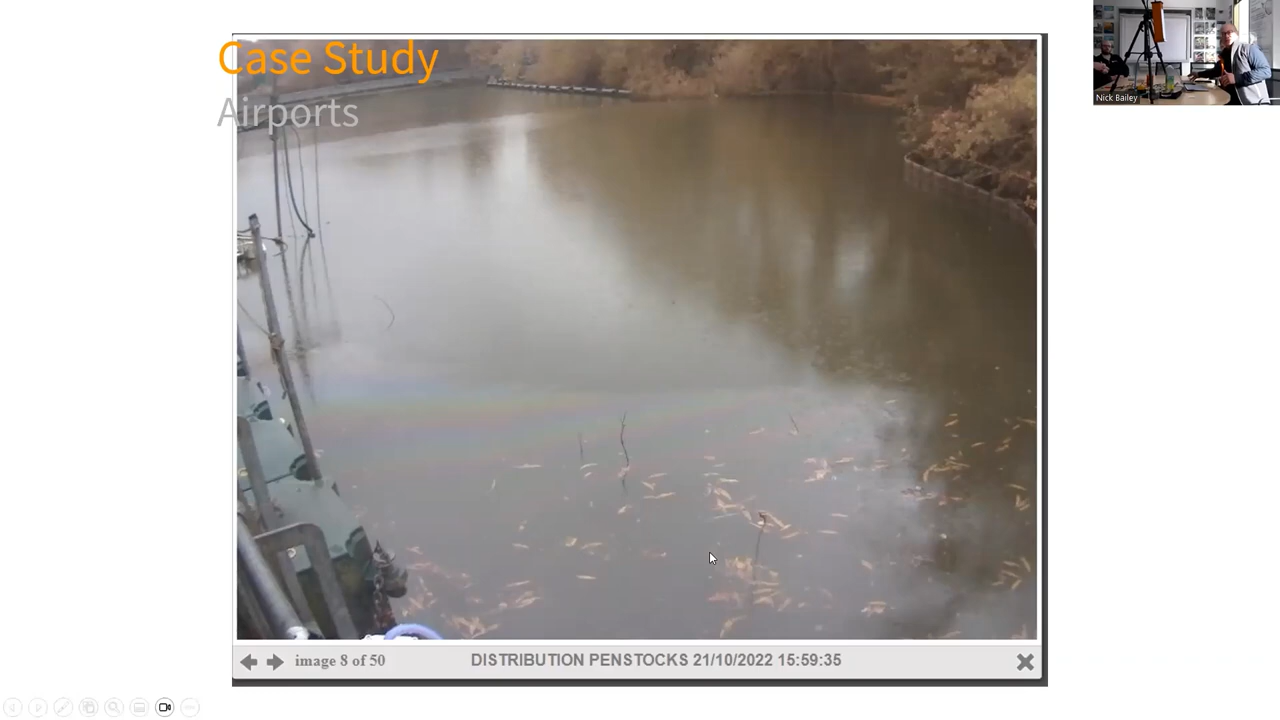 Case Study
Airports
Nick Bailey
image 8 of 50
DISTRIBUTION PENSTOCKS 21/10/2022 15:59:35